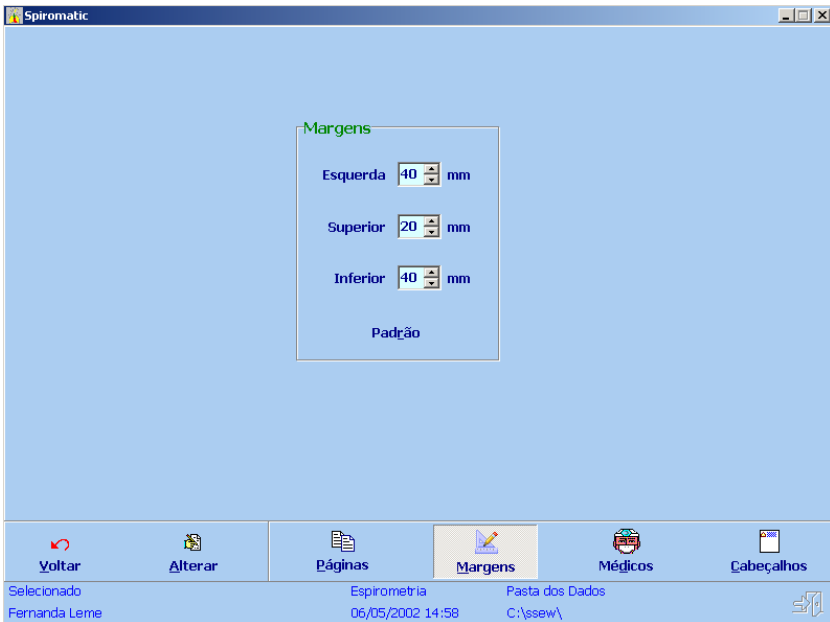 Spiromatic
Margens
Esquerda 40 mm
Superior 20 mm
Inferior 40 mm
Padrão
Voltar Alterar Páginas Margens Médicos Cabeçalhos
Selecionado Espirometria Pasta dos Dados
Fernanda Leme 06/05/2002 14:58 C:\ssew\